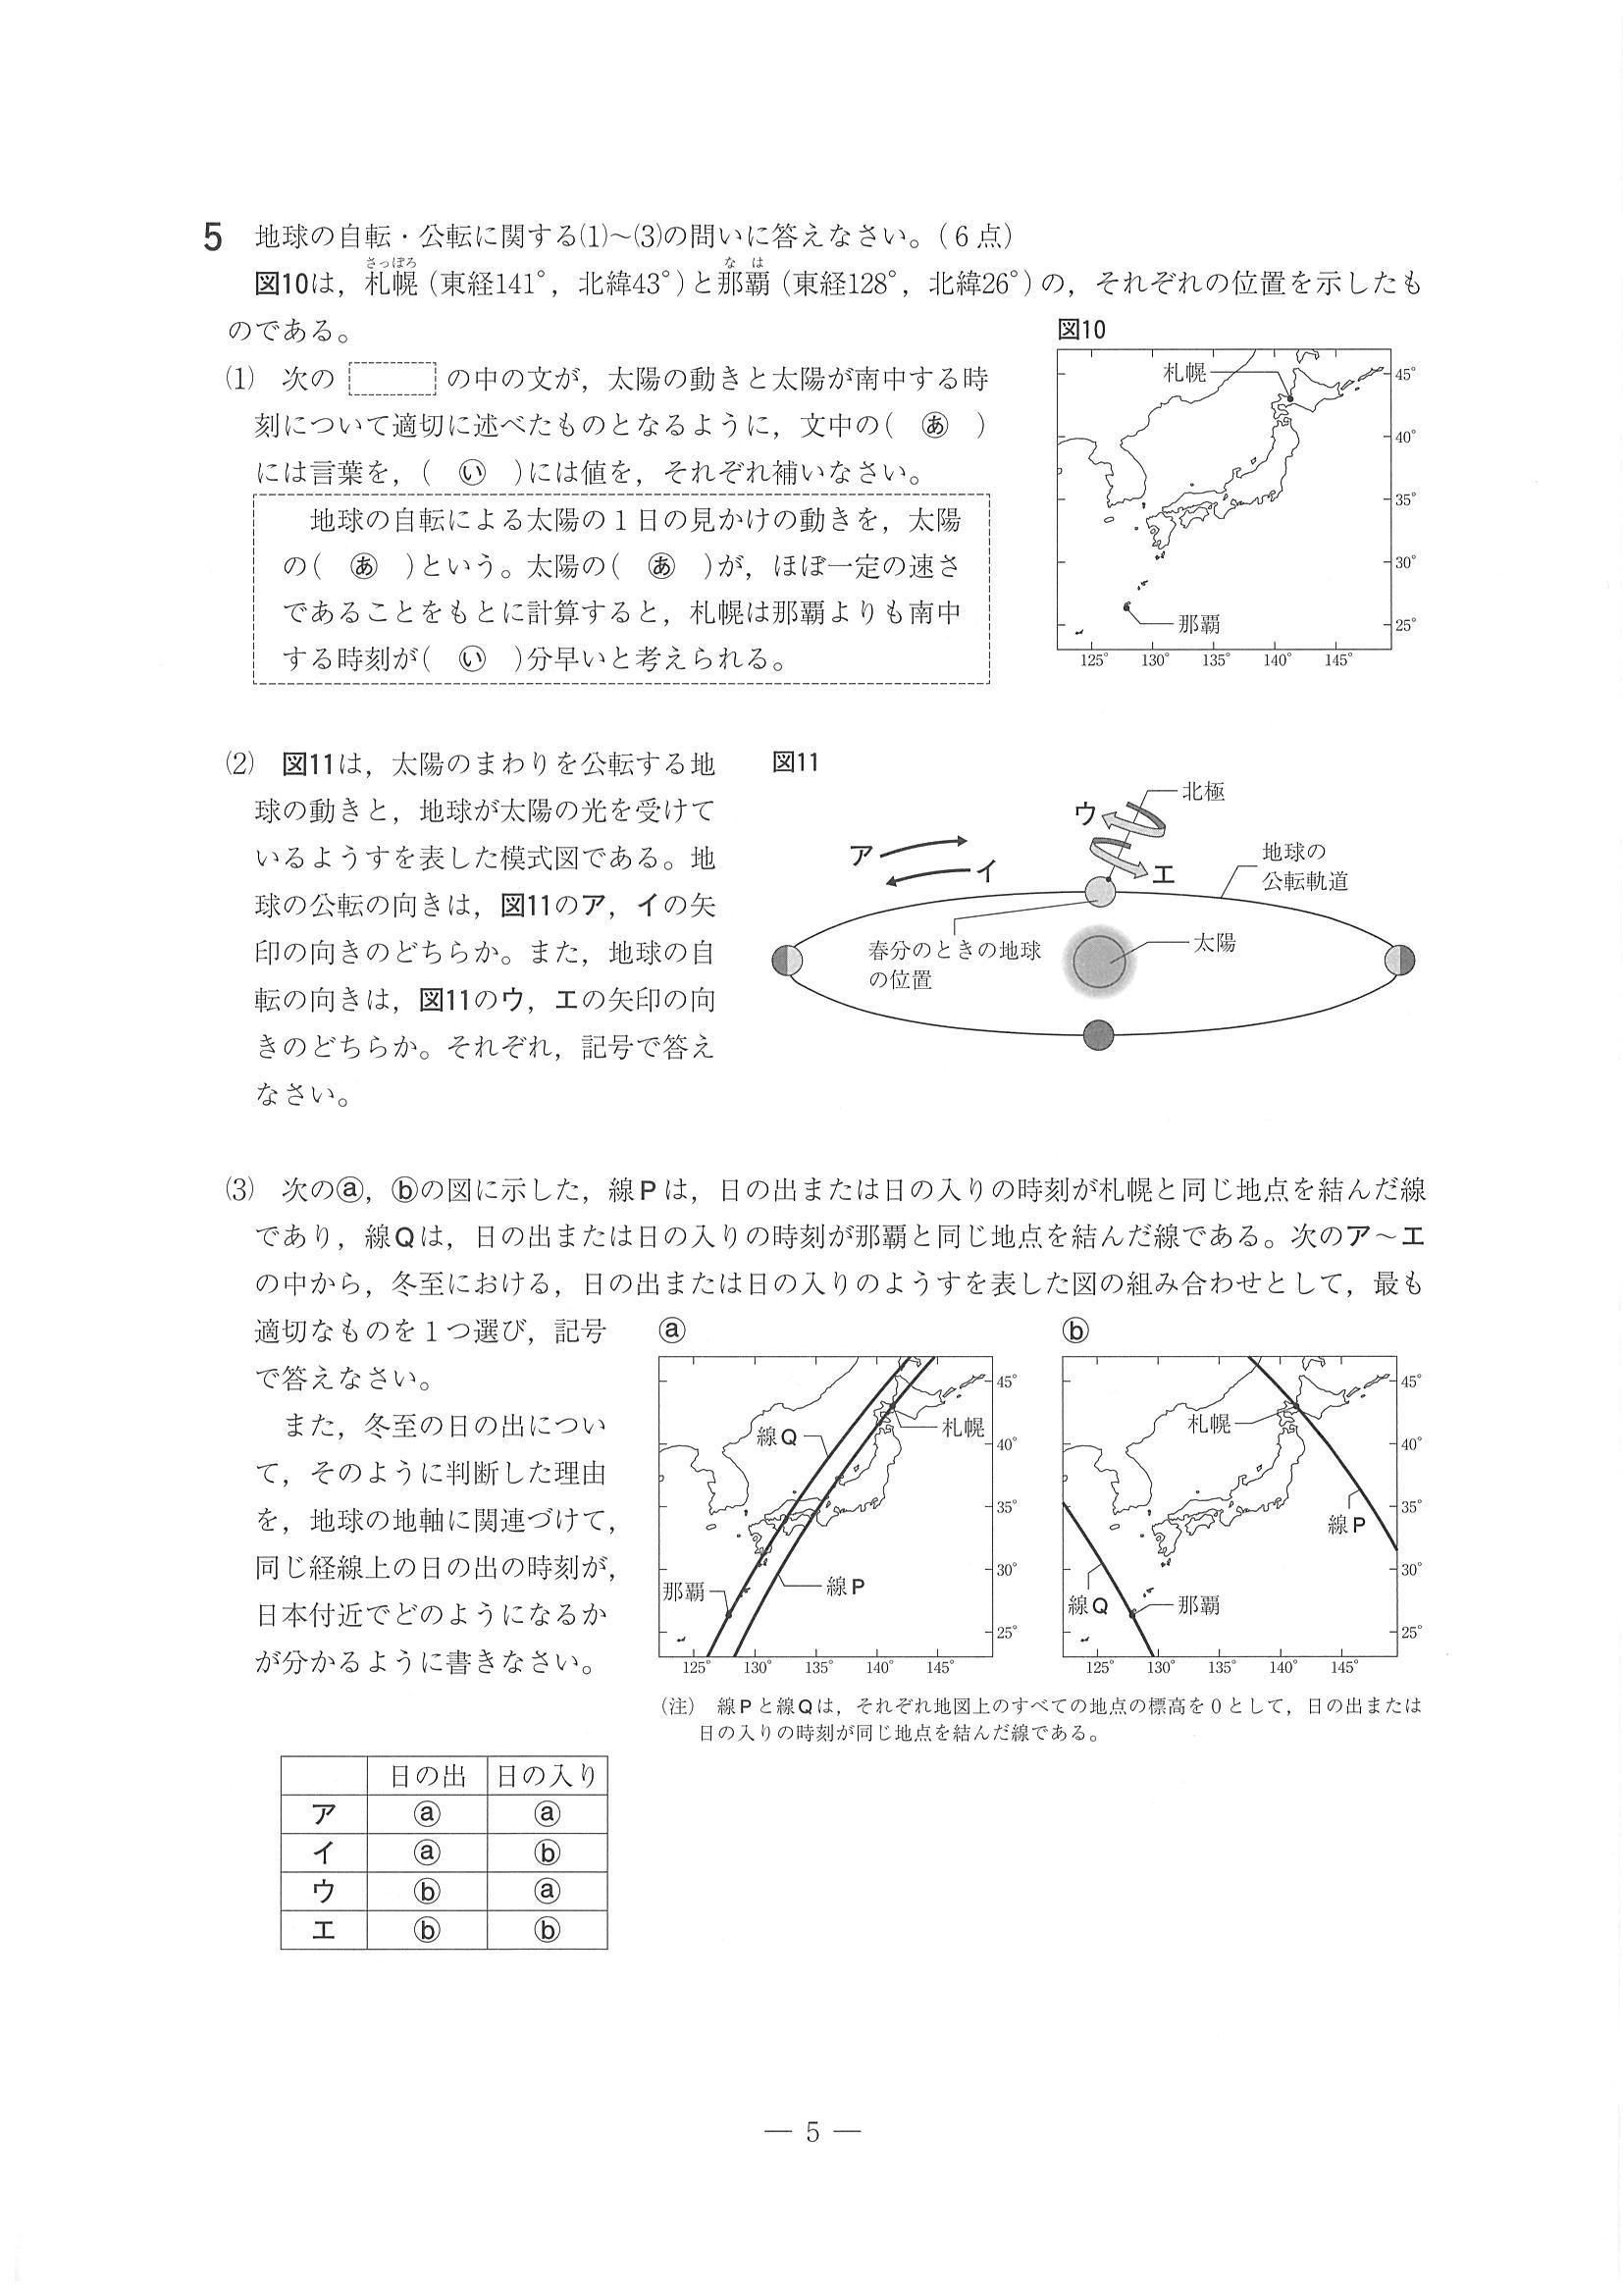 5 地球の自転・公転に関する⑴～⑶の問いに答えなさい。(6点)
さっぽろ な は
図10は，札幌(東経141°，北緯43°)と那覇(東経128°，北緯26°)の，それぞれの位置を示したも
のである。
図10
札幌
那覇
45°
40°
35°
30°
25°
125° 130° 135° 140° 145°
⑴ 次の の中の文が，太陽の動きと太陽が南中する時
刻について適切に述べたものとなるように，文中の( あ )
には言葉を，( い )には値を，それぞれ補いなさい。
地球の自転による太陽の1日の見かけの動きを，太陽
の( あ )という。太陽の( あ )が，ほぼ一定の速さ
であることをもとに計算すると，札幌は那覇よりも南中
する時刻が( い )分早いと考えられる。
⑵ 図11は，太陽のまわりを公転する地
球の動きと，地球が太陽の光を受けて
いるようすを表した模式図である。地
球の公転の向きは，図11のア，イの矢
印の向きのどちらか。また，地球の自
転の向きは，図11のウ，エの矢印の向
きのどちらか。それぞれ，記号で答え
なさい。
図11
北極
ウ
ア
イ
エ
地球の
公転軌道
春分のときの地球
の位置
太陽
⑶ 次のⓐ，ⓑの図に示した，線Pは，日の出または日の入りの時刻が札幌と同じ地点を結んだ線
であり，線Qは，日の出または日の入りの時刻が那覇と同じ地点を結んだ線である。次のア～エ
の中から，冬至における，日の出または日の入りのようすを表した図の組み合わせとして，最も
適切なものを1つ選び，記号
で答えなさい。
また，冬至の日の出につい
て，そのように判断した理由
を，地球の地軸に関連づけて，
同じ経線上の日の出の時刻が，
日本付近でどのようになるか
が分かるように書きなさい。
ⓐ
線Q
札幌
那覇
線P
45°
40°
35°
30°
25°
125° 130° 135° 140° 145°
ⓑ
札幌
線P
線Q
那覇
45°
40°
35°
30°
25°
125° 130° 135° 140° 145°
(注) 線Pと線Qは，それぞれ地図上のすべての地点の標高を0として，日の出または
日の入りの時刻が同じ地点を結んだ線である。
日の出 日の入り
ア ⓐ ⓐ
イ ⓐ ⓑ
ウ ⓑ ⓐ
エ ⓑ ⓑ
— 5 —